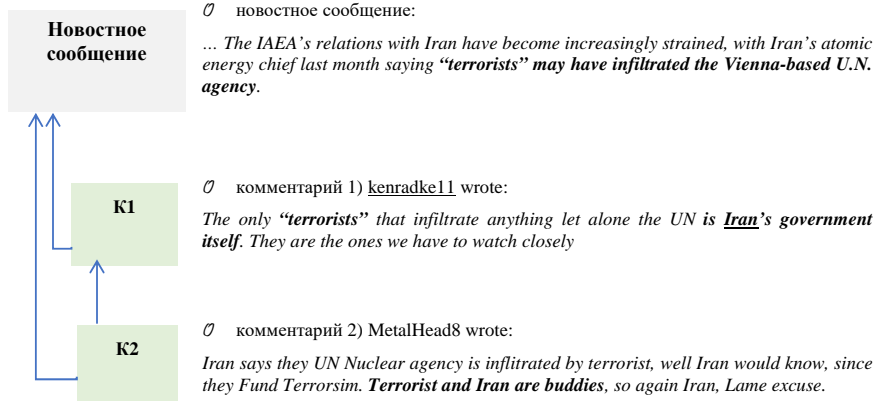 Новостное
сообщение
О новостное сообщение:
… The IAEA’s relations with Iran have become increasingly strained, with Iran’s atomic
energy chief last month saying “terrorists” may have infiltrated the Vienna-based U.N.
agency.
К1
О комментарий 1) kenradke11 wrote:
The only “terrorists” that infiltrate anything let alone the UN is Iran’s government
itself. They are the ones we have to watch closely
К2
О комментарий 2) MetalHead8 wrote:
Iran says they UN Nuclear agency is inflitrated by terrorist, well Iran would know, since
they Fund Terrorsim. Terrorist and Iran are buddies, so again Iran, Lame excuse.